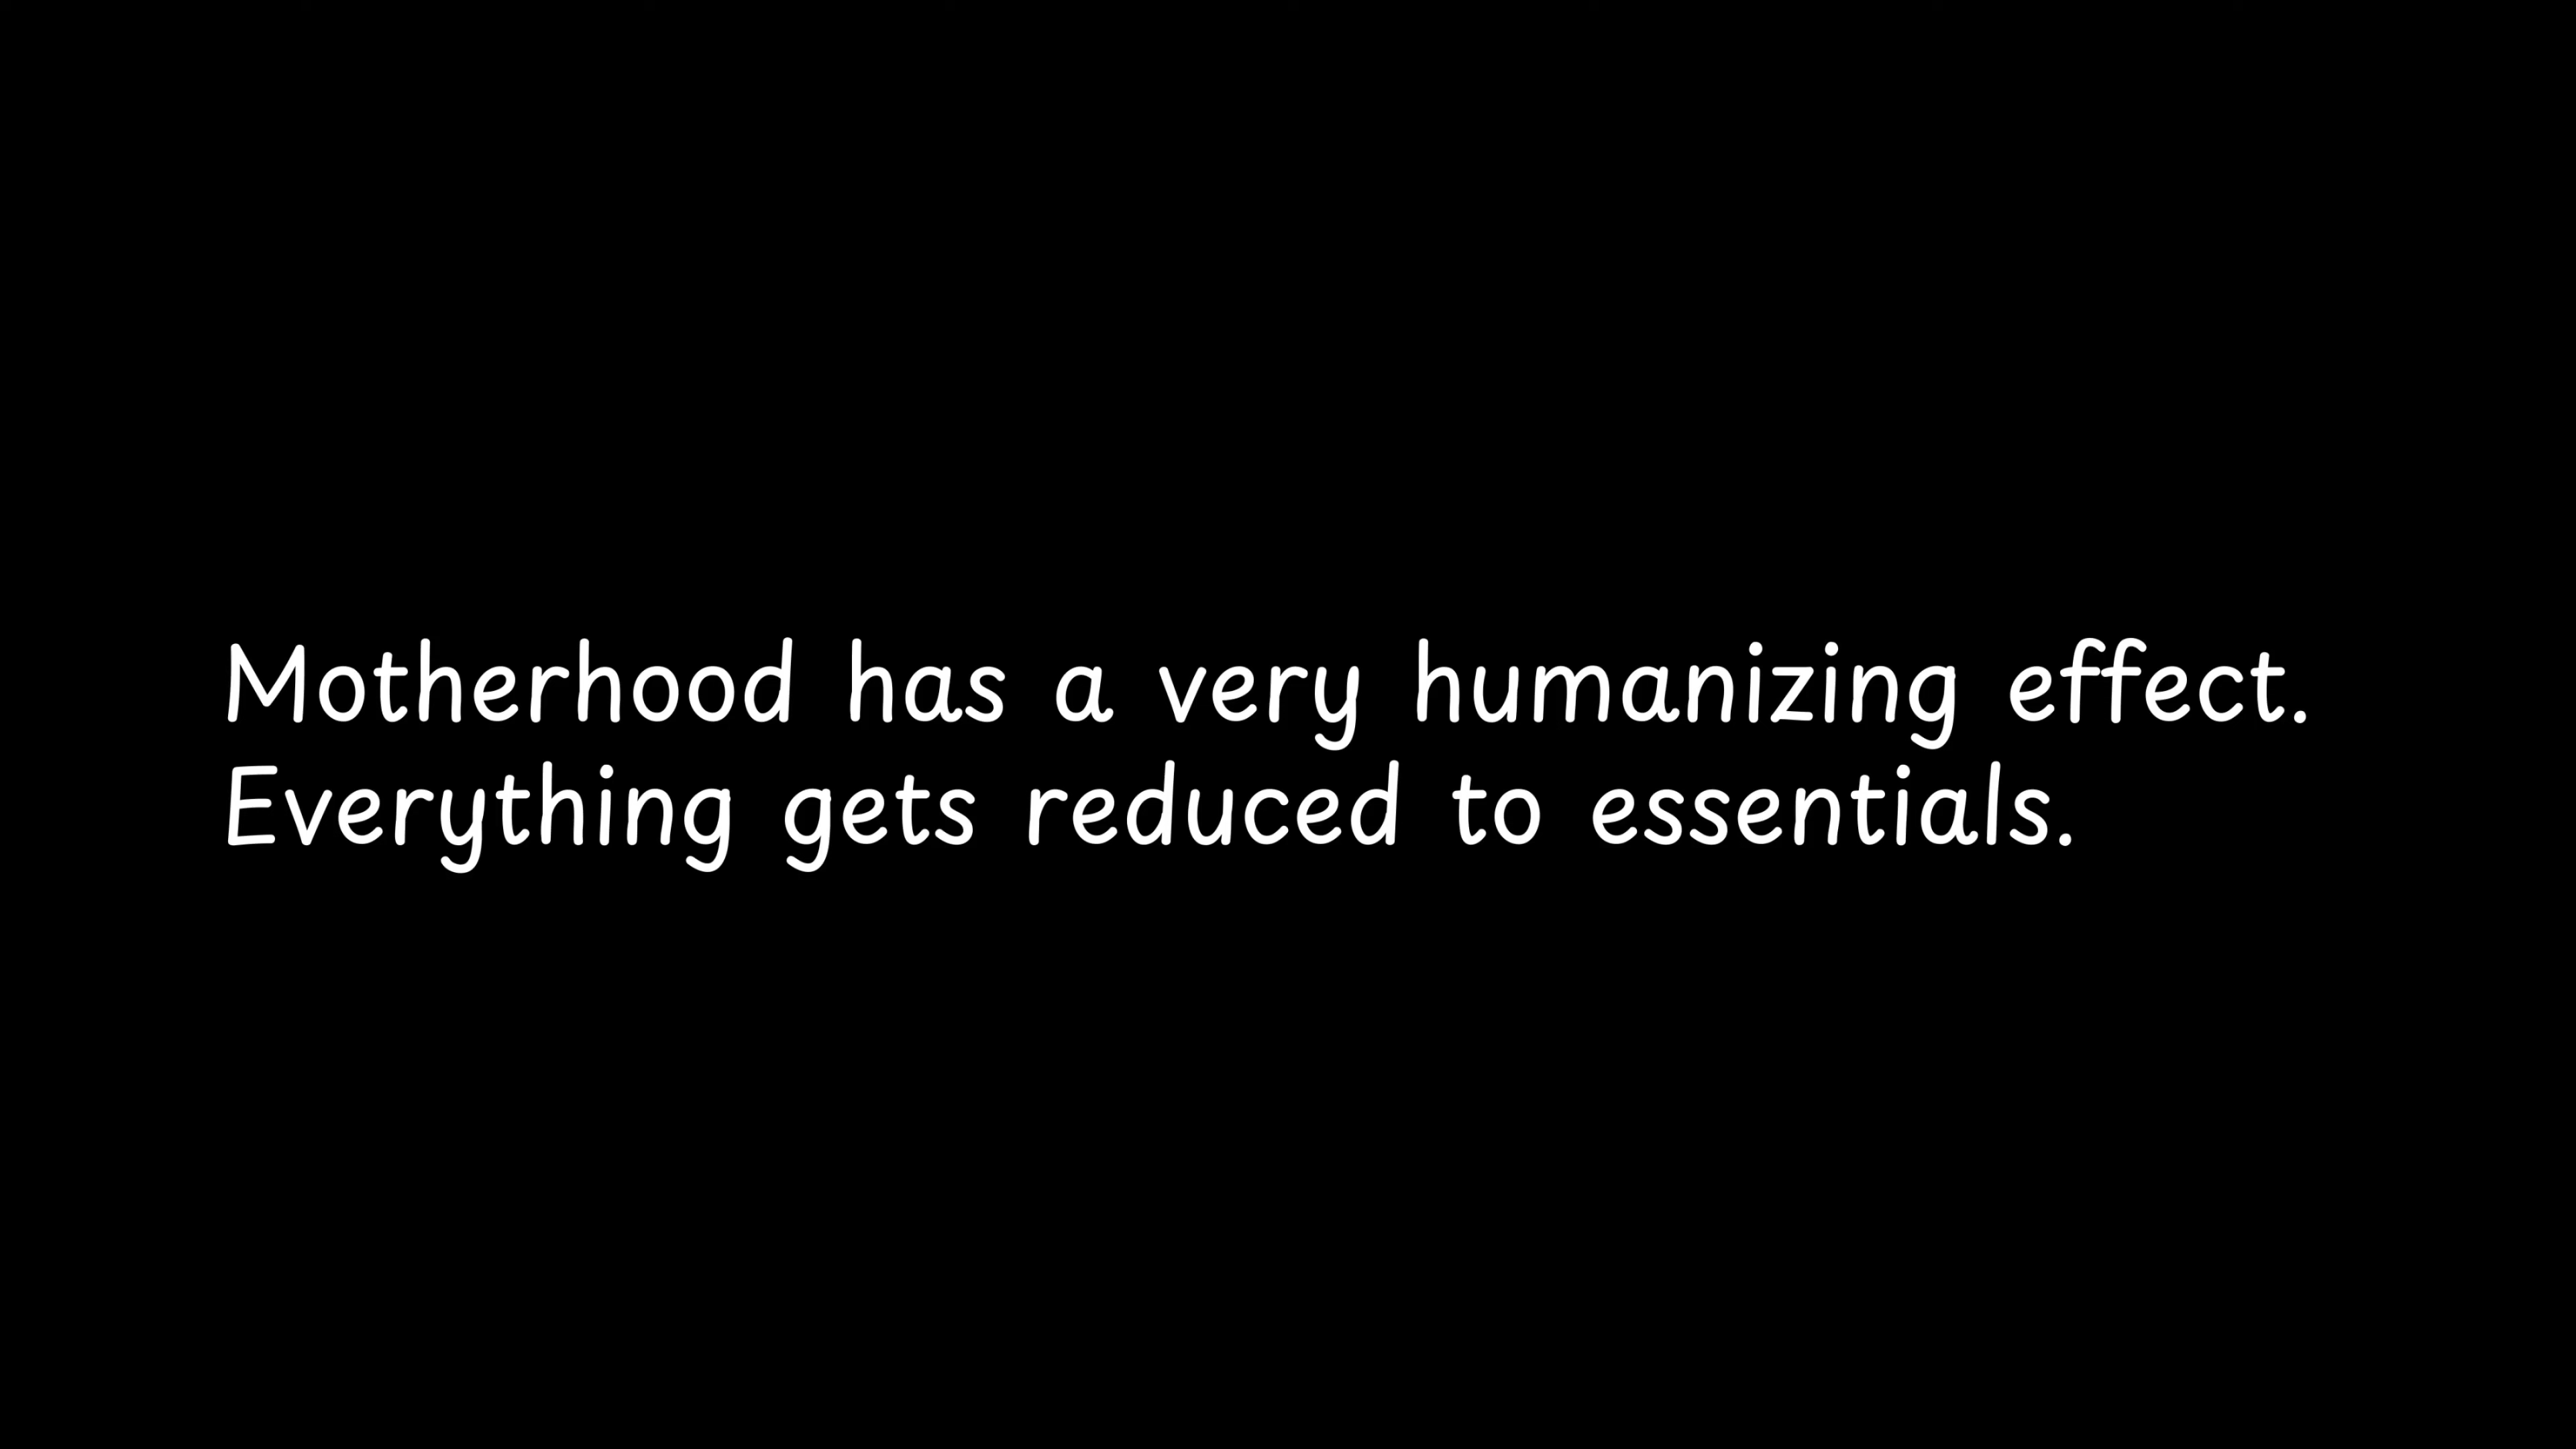 Motherhood has a very humanizing effect.
Everything gets reduced to essentials.